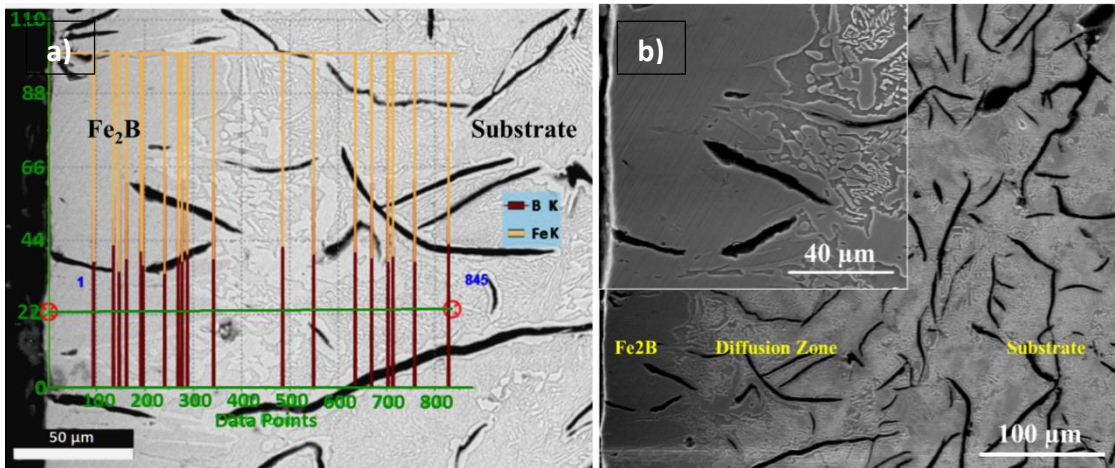 a)
110
88
66
44
22
0
Fe₂B
Substrate
B K
Fe K
1
845
100 200 300 400 500 600 700 800
Data Points
50 µm
b)
40 µm
Fe2B
Diffusion Zone
Substrate
100 µm